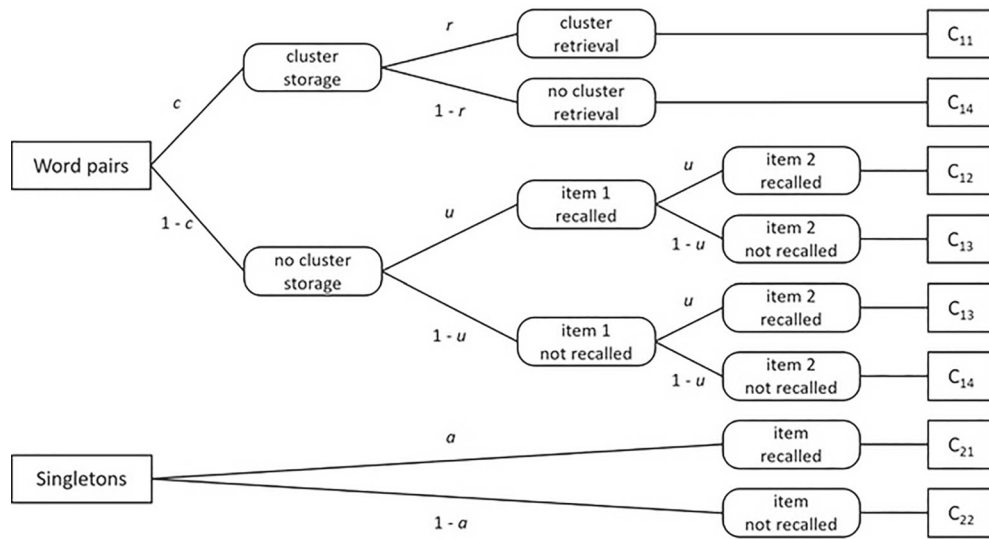 r
cluster
retrieval
C₁₁
cluster
storage
c
1 - r
no cluster
retrieval
C₁₄
Word pairs
u
item 2
recalled
C₁₂
u
item 1
recalled
1 - c
1 - u
item 2
not recalled
C₁₃
no cluster
storage
u
item 2
recalled
C₁₃
1 - u
item 1
not recalled
1 - u
item 2
not recalled
C₁₄
a
item
recalled
C₂₁
Singletons
1 - a
item
not recalled
C₂₂